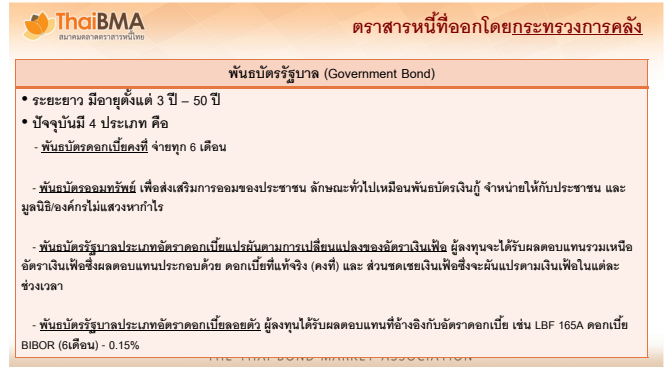 ThaiBMA
สมาคมตลาดตราสารหนี้ไทย
ตราสารหนี้ที่ออกโดยกระทรวงการคลัง
พันธบัตรรัฐบาล (Government Bond)
• ระยะยาว มีอายุตั้งแต่ 3 ปี – 50 ปี
• ปัจจุบันมี 4 ประเภท คือ
- พันธบัตรดอกเบี้ยคงที่ จ่ายทุก 6 เดือน
- พันธบัตรออมทรัพย์ เพื่อส่งเสริมการออมของประชาชน ลักษณะทั่วไปเหมือนพันธบัตรเงินกู้ จำหน่ายให้กับประชาชน และ
มูลนิธิ/องค์กรไม่แสวงหากำไร
- พันธบัตรรัฐบาลประเภทอัตราดอกเบี้ยแปรผันตามการเปลี่ยนแปลงของอัตราเงินเฟ้อ ผู้ลงทุนจะได้รับผลตอบแทนรวมเหนือ
อัตราเงินเฟ้อซึ่งผลตอบแทนประกอบด้วย ดอกเบี้ยที่แท้จริง (คงที่) และ ส่วนชดเชยเงินเฟ้อซึ่งจะผันแปรตามเงินเฟ้อในแต่ละ
ช่วงเวลา
- พันธบัตรรัฐบาลประเภทอัตราดอกเบี้ยลอยตัว ผู้ลงทุนได้รับผลตอบแทนที่อ้างอิงกับอัตราดอกเบี้ย เช่น LBF 165A ดอกเบี้ย
BIBOR (6เดือน) - 0.15%
THE THAI BOND MARKET ASSOCIATION